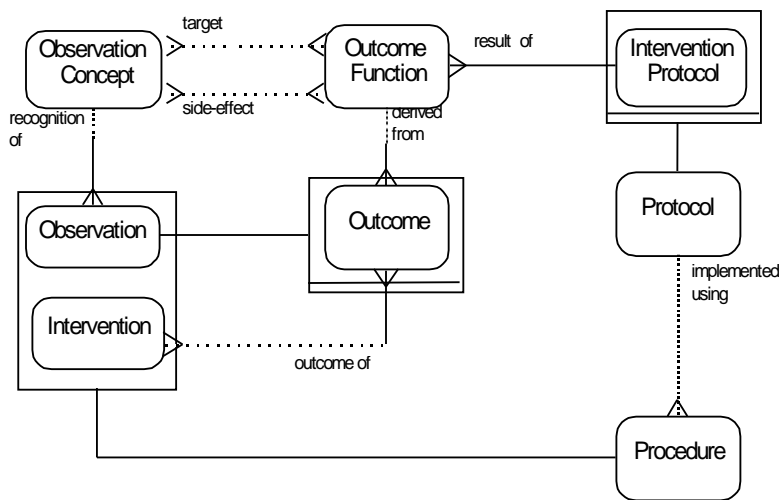 target
Observation
Concept
Outcome
Function
result of
Intervention
Protocol
side-effect
recognition
of
derived
from
Observation
Outcome
Protocol
implemented
using
Intervention
outcome of
Procedure